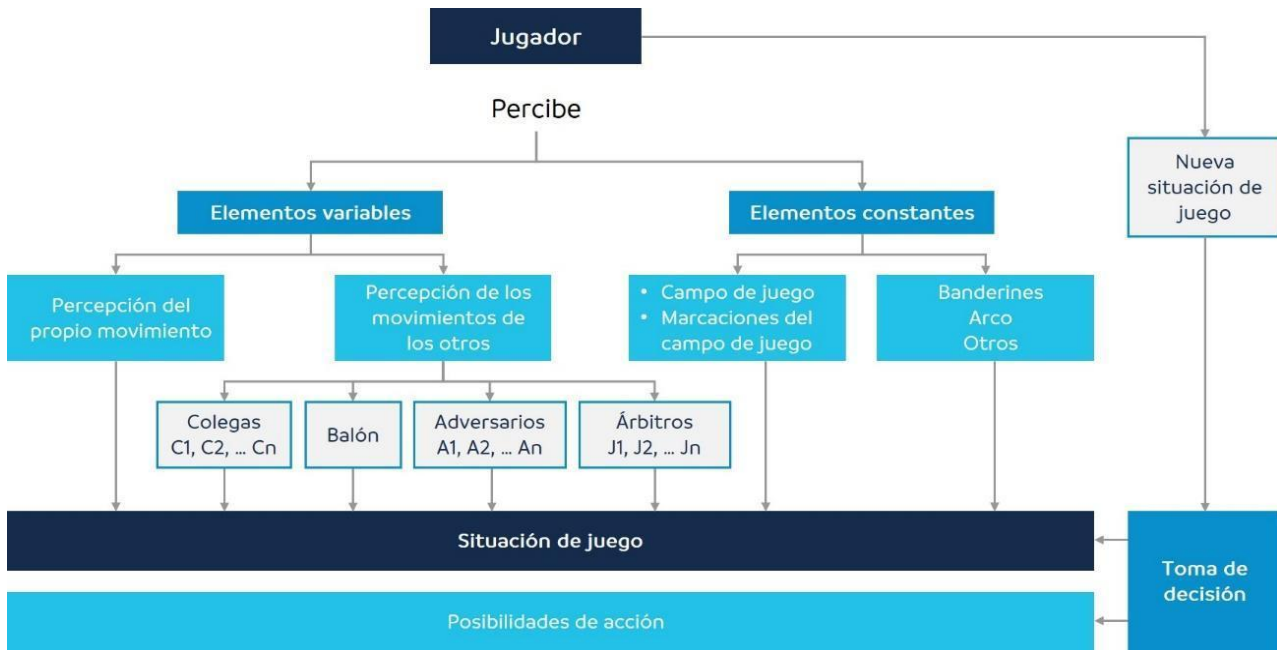 Jugador
Percibe
Nueva
situación de
juego
Elementos variables
Elementos constantes
Percepción del
propio movimiento
Percepción de los
movimientos de
los otros
• Campo de juego
• Marcaciones del
campo de juego
Banderines
Arco
Otros
Colegas
C1, C2, ... Cn
Balón
Adversarios
A1, A2, ... An
Árbitros
J1, J2, ... Jn
Situación de juego
Toma de
decisión
Posibilidades de acción